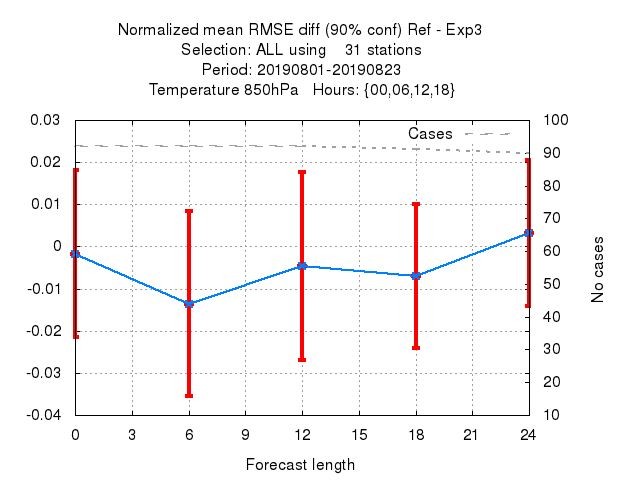 Normalized mean RMSE diff (90% conf) Ref - Exp3
Selection: ALL using    31 stations
Period: 20190801-20190823
Temperature 850hPa   Hours: {00,06,12,18}
Cases
0.03
0.02
0.01
0
-0.01
-0.02
-0.03
-0.04
100
90
80
70
60
50
40
30
20
10
No cases
0 3 6 9 12 15 18 21 24
Forecast length